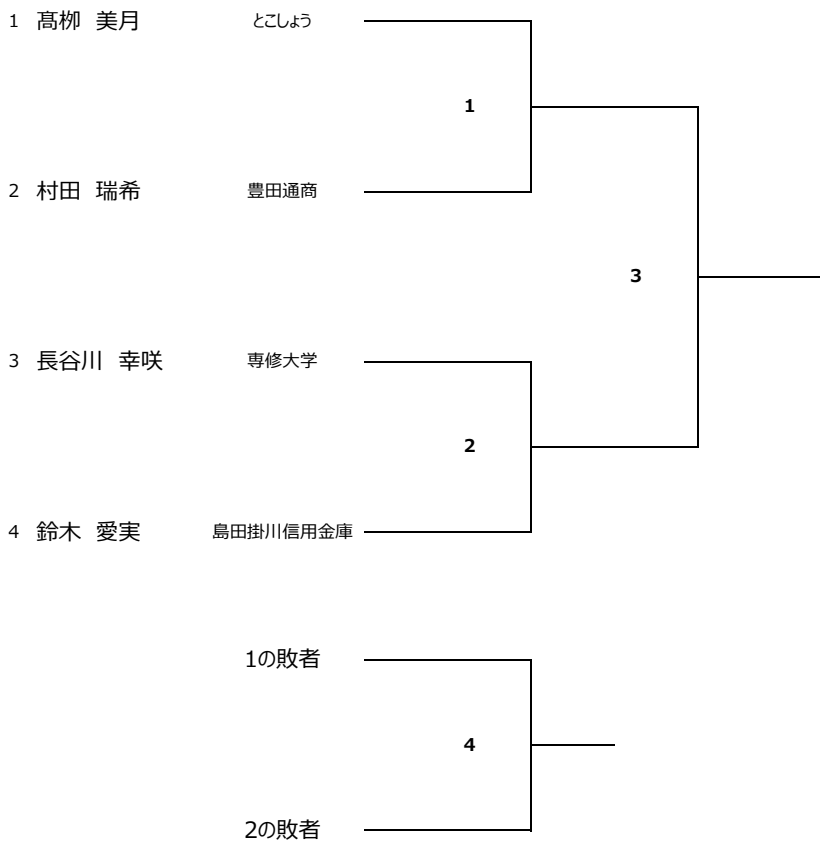 1 髙栁 美月 とこしょう
1
2 村田 瑞希 豊田通商
3
3 長谷川 幸咲 専修大学
2
4 鈴木 愛実 島田掛川信用金庫
1の敗者
4
2の敗者